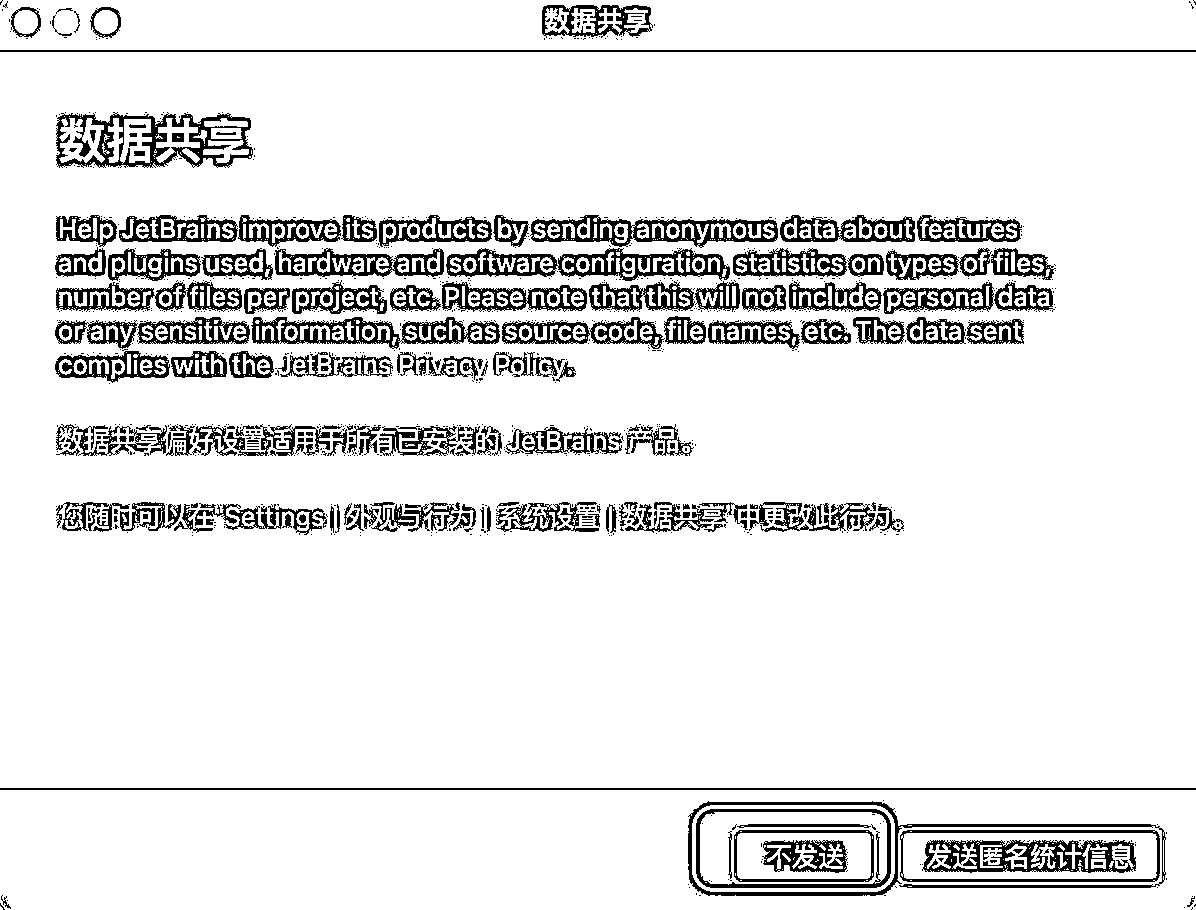 数据共享
数据共享
Help JetBrains improve its products by sending anonymous data about features
and plugins used, hardware and software configuration, statistics on types of files,
number of files per project, etc. Please note that this will not include personal data
or any sensitive information, such as source code, file names, etc. The data sent
complies with the JetBrains Privacy Policy.
数据共享偏好设置适用于所有已安装的 JetBrains 产品。
您随时可以在"Settings | 外观与行为 | 系统设置 | 数据共享"中更改此行为。
不发送
发送匿名统计信息